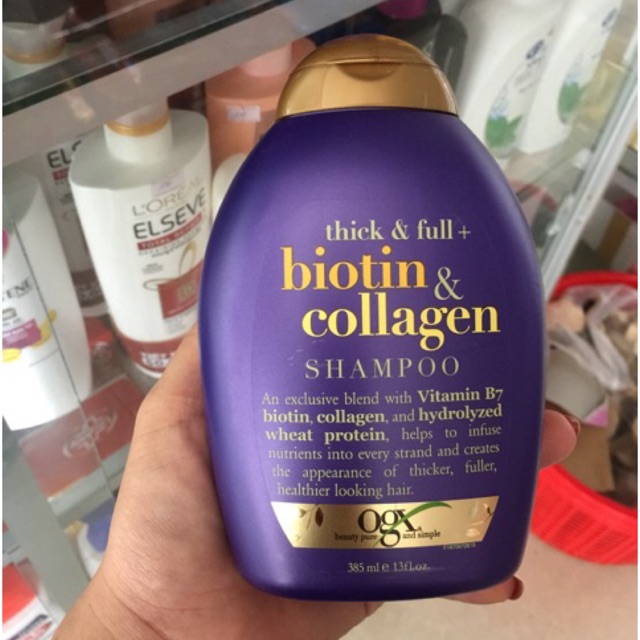 thick & full +
biotin
&
collagen
SHAMPOO
An exclusive blend with Vitamin B7
biotin, collagen, and hydrolyzed
wheat protein, helps to infuse
nutrients into every strand and creates
the appearance of thicker, fuller,
healthier looking hair.
ogx
beauty pure and simple
385 ml e 13fl.oz.
L'ORÉAL
ELSEVE